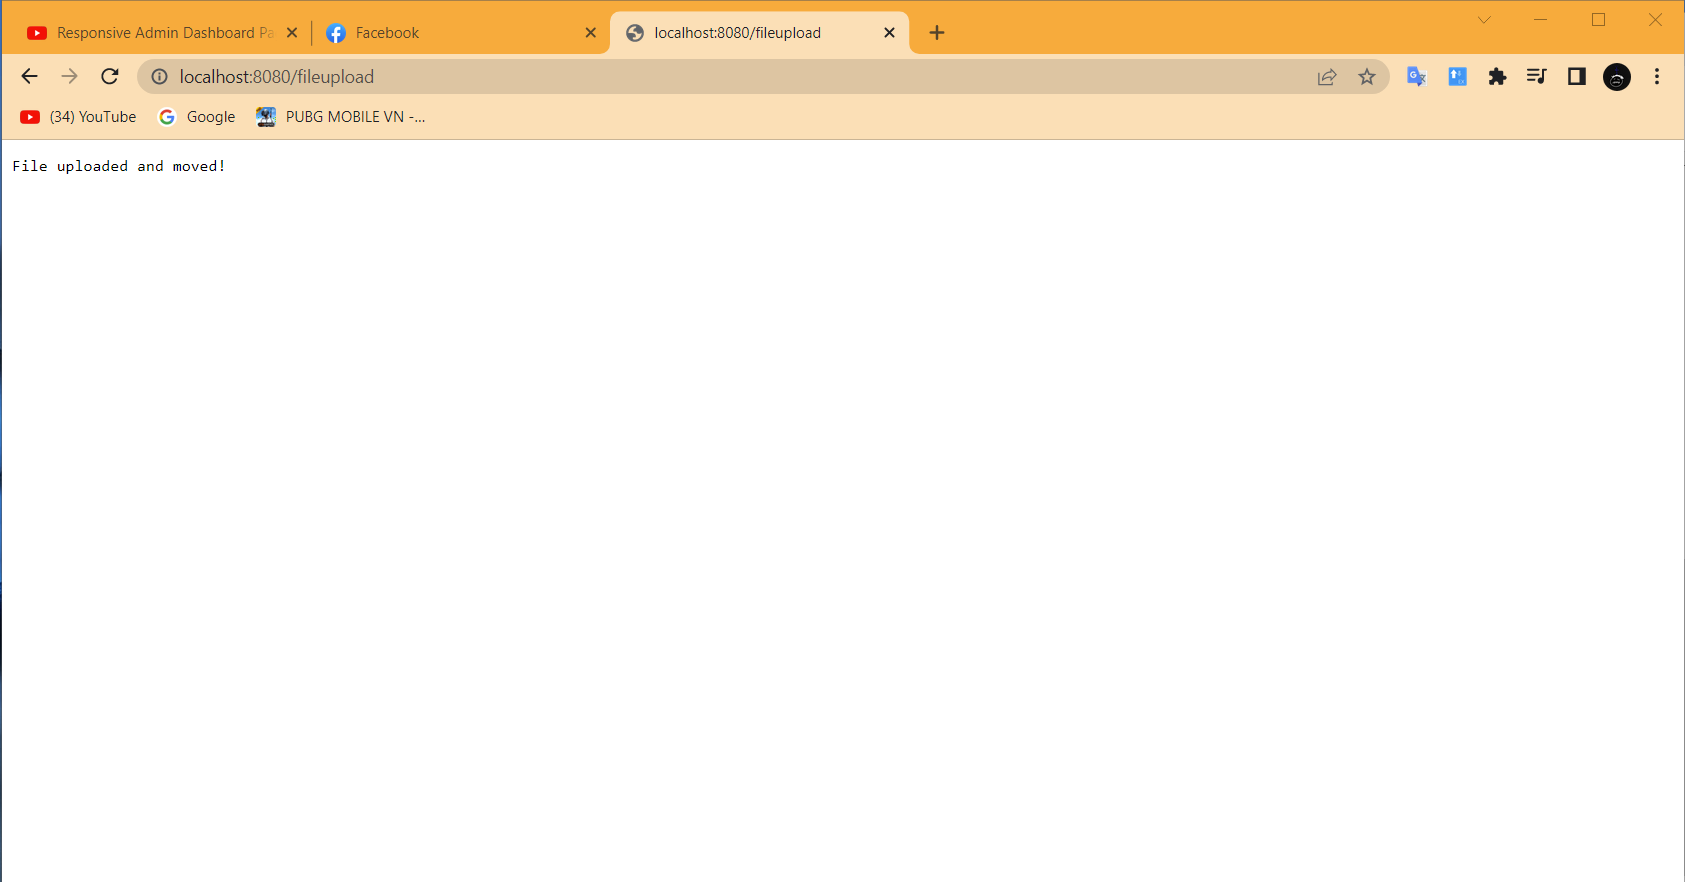 Responsive Admin Dashboard Pa
Facebook
localhost:8080/fileupload
localhost:8080/fileupload
(34) YouTube
Google
PUBG MOBILE VN -...
File uploaded and moved!